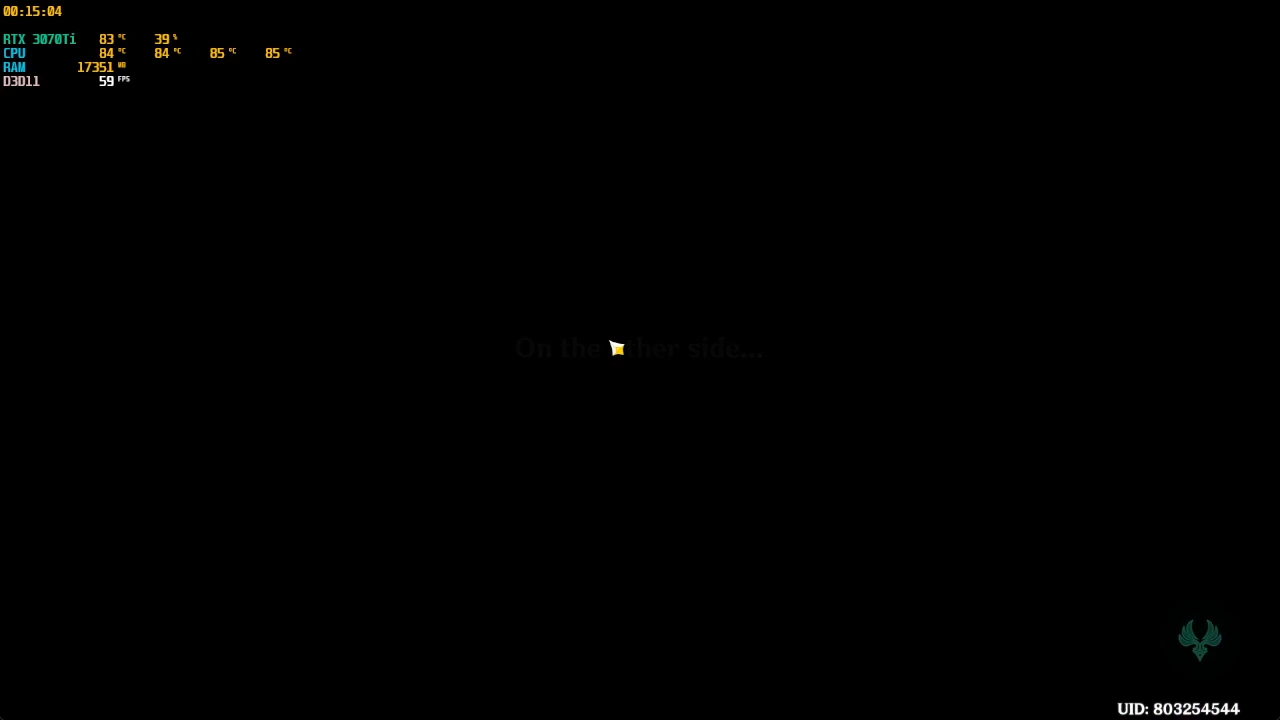 00:15:04
RTX 3070Ti 83 °C 39 %
CPU 84 °C 84 °C 85 °C 85 °C
RAM 17351 MB
D3D11 59 FPS
On the other side...
UID: 803254544